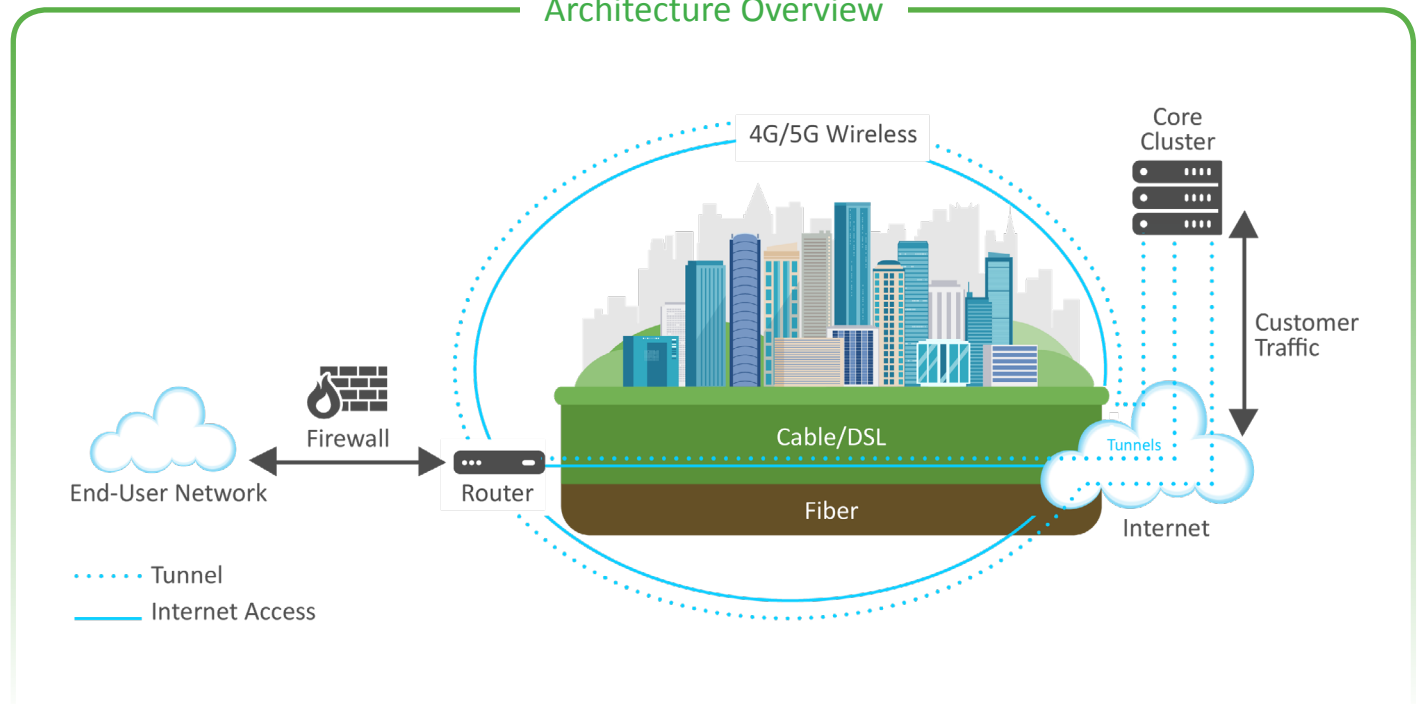 Architecture Overview
4G/5G Wireless
Core
Cluster
Customer
Traffic
Firewall
Cable/DSL
Tunnels
End-User Network
Router
Fiber
Internet
Tunnel
Internet Access